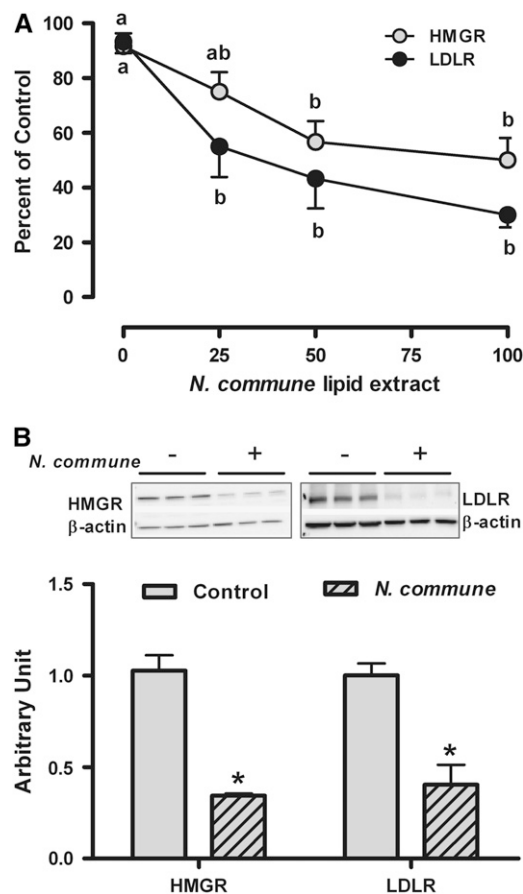 A
Percent of Control
120
100
80
60
40
20
0
HMGR
LDLR
a
a
ab
b
b
b
b
b
0
25
50
75
100
N. commune lipid extract
B
N. commune
-
+
-
+
HMGR
β-actin
LDLR
β-actin
Arbitrary Unit
1.5
1.0
0.5
0.0
Control
N. commune
*
*
HMGR
LDLR